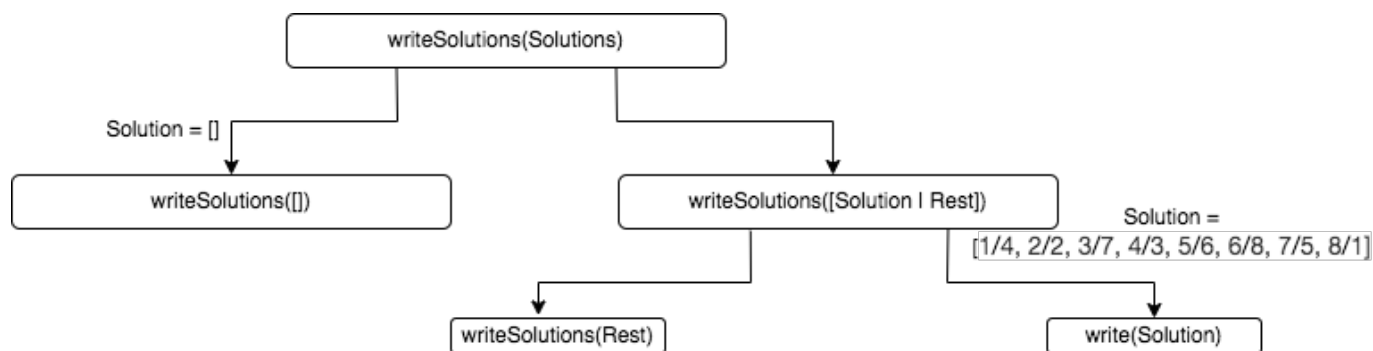 writeSolutions(Solutions)
Solution = []
writeSolutions([])
writeSolutions([Solution | Rest])
Solution =
[1/4, 2/2, 3/7, 4/3, 5/6, 6/8, 7/5, 8/1]
writeSolutions(Rest)
write(Solution)